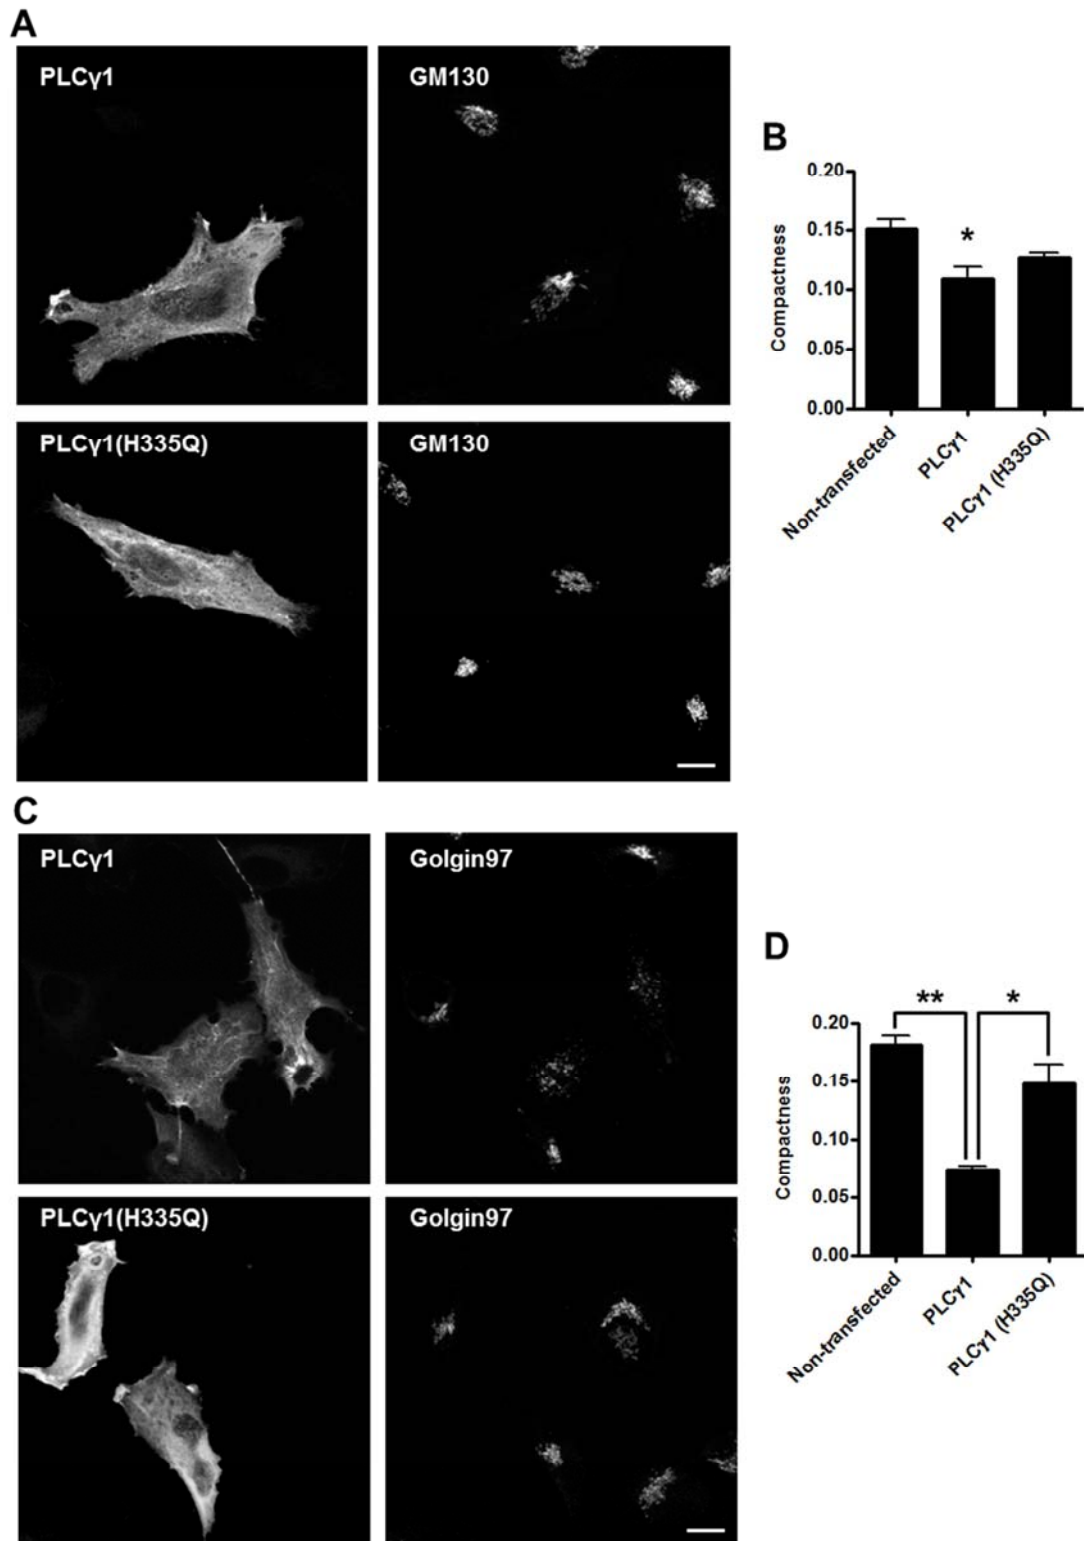 A
PLCγ1
GM130
PLCγ1(H335Q)
GM130
B
0.20
0.15
0.10
0.05
0.00
Compactness
*
Non-transfected
PLCγ1
PLCγ1 (H335Q)
C
PLCγ1
Golgin97
PLCγ1(H335Q)
Golgin97
D
** *
0.20
0.15
0.10
0.05
0.00
Compactness
Non-transfected
PLCγ1
PLCγ1 (H335Q)